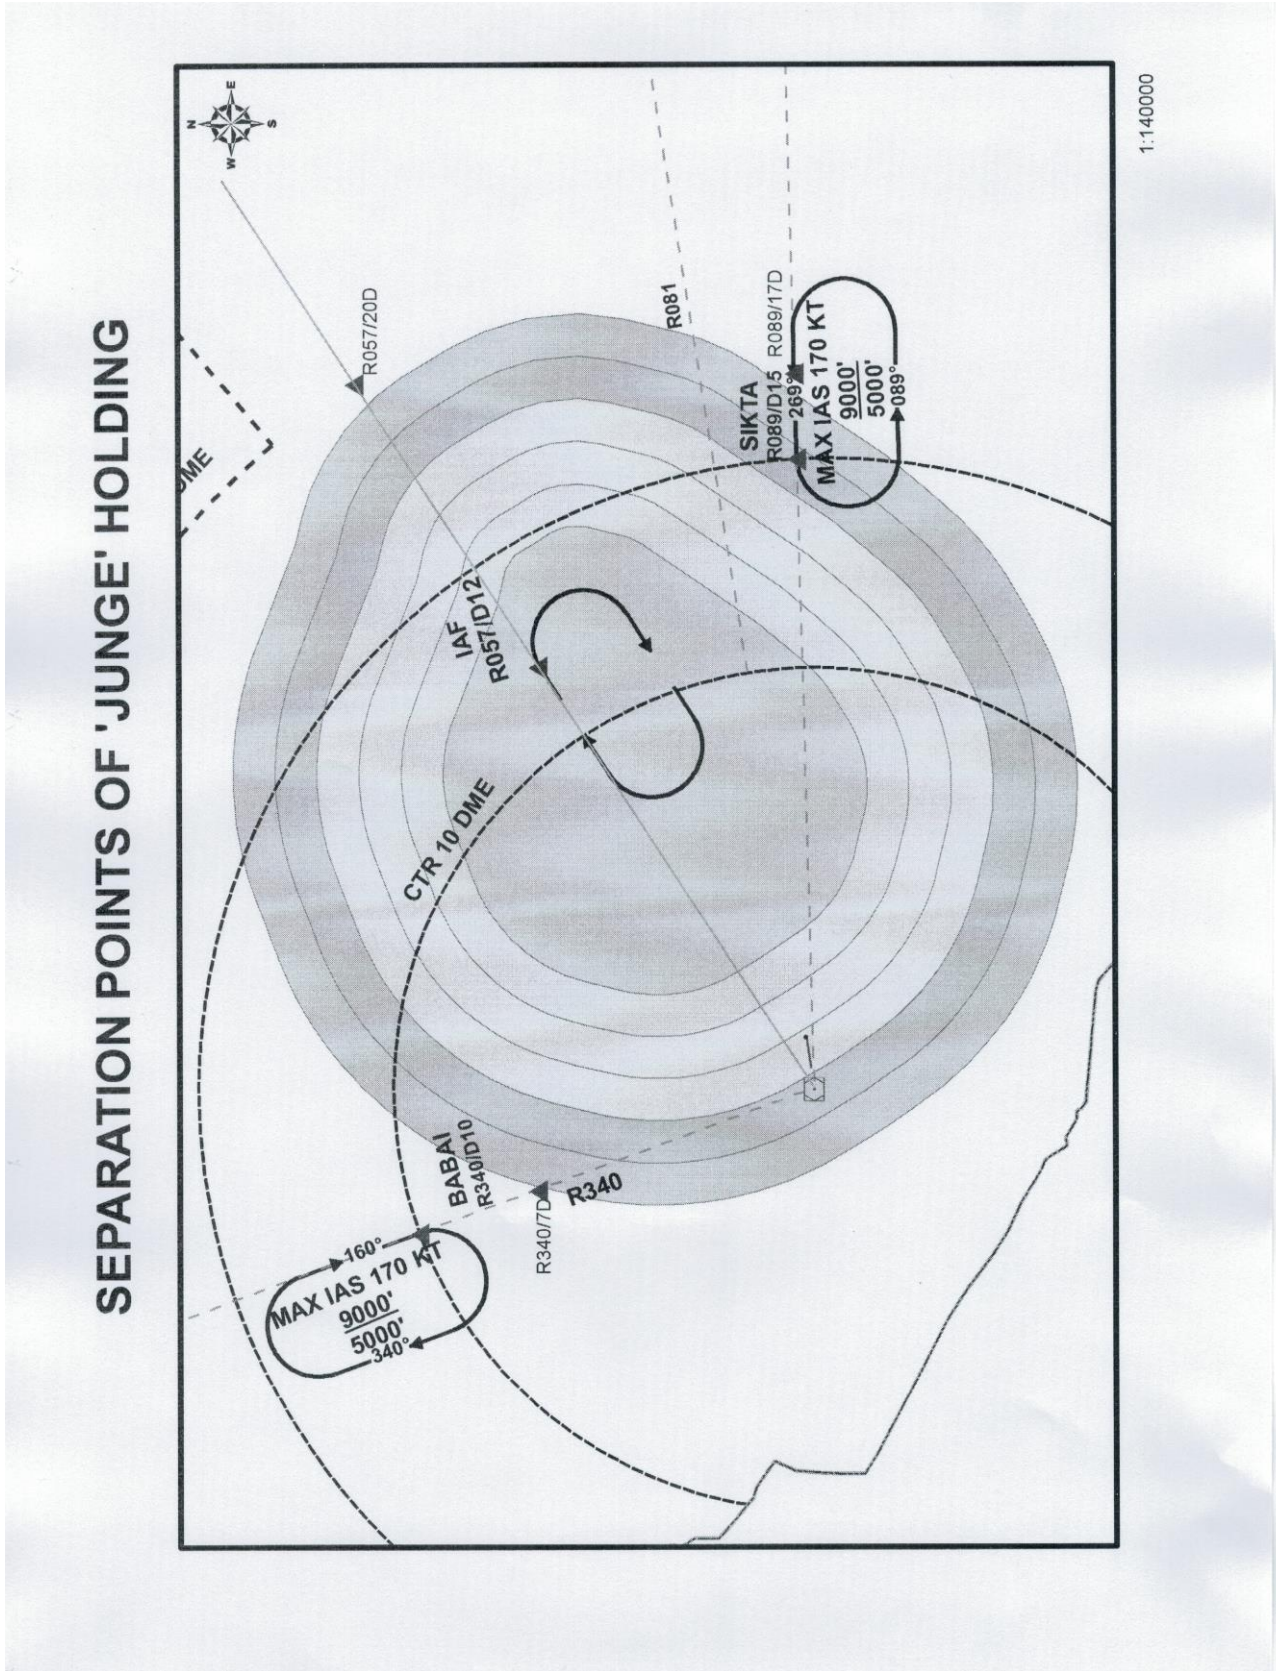 SEPARATION POINTS OF 'JUNGE' HOLDING
N
E
W
S
R057/20D
DME
R081
IAF
R057/D12
SIKTA
R089/D15
R089/17D
269°
MAX IAS 170 KT
9000'
5000'
089°
CTR 10 DME
BABAI
R340/D10
R340/7D
R340
160°
MAX IAS 170 KT
9000'
5000'
340°
1:140000